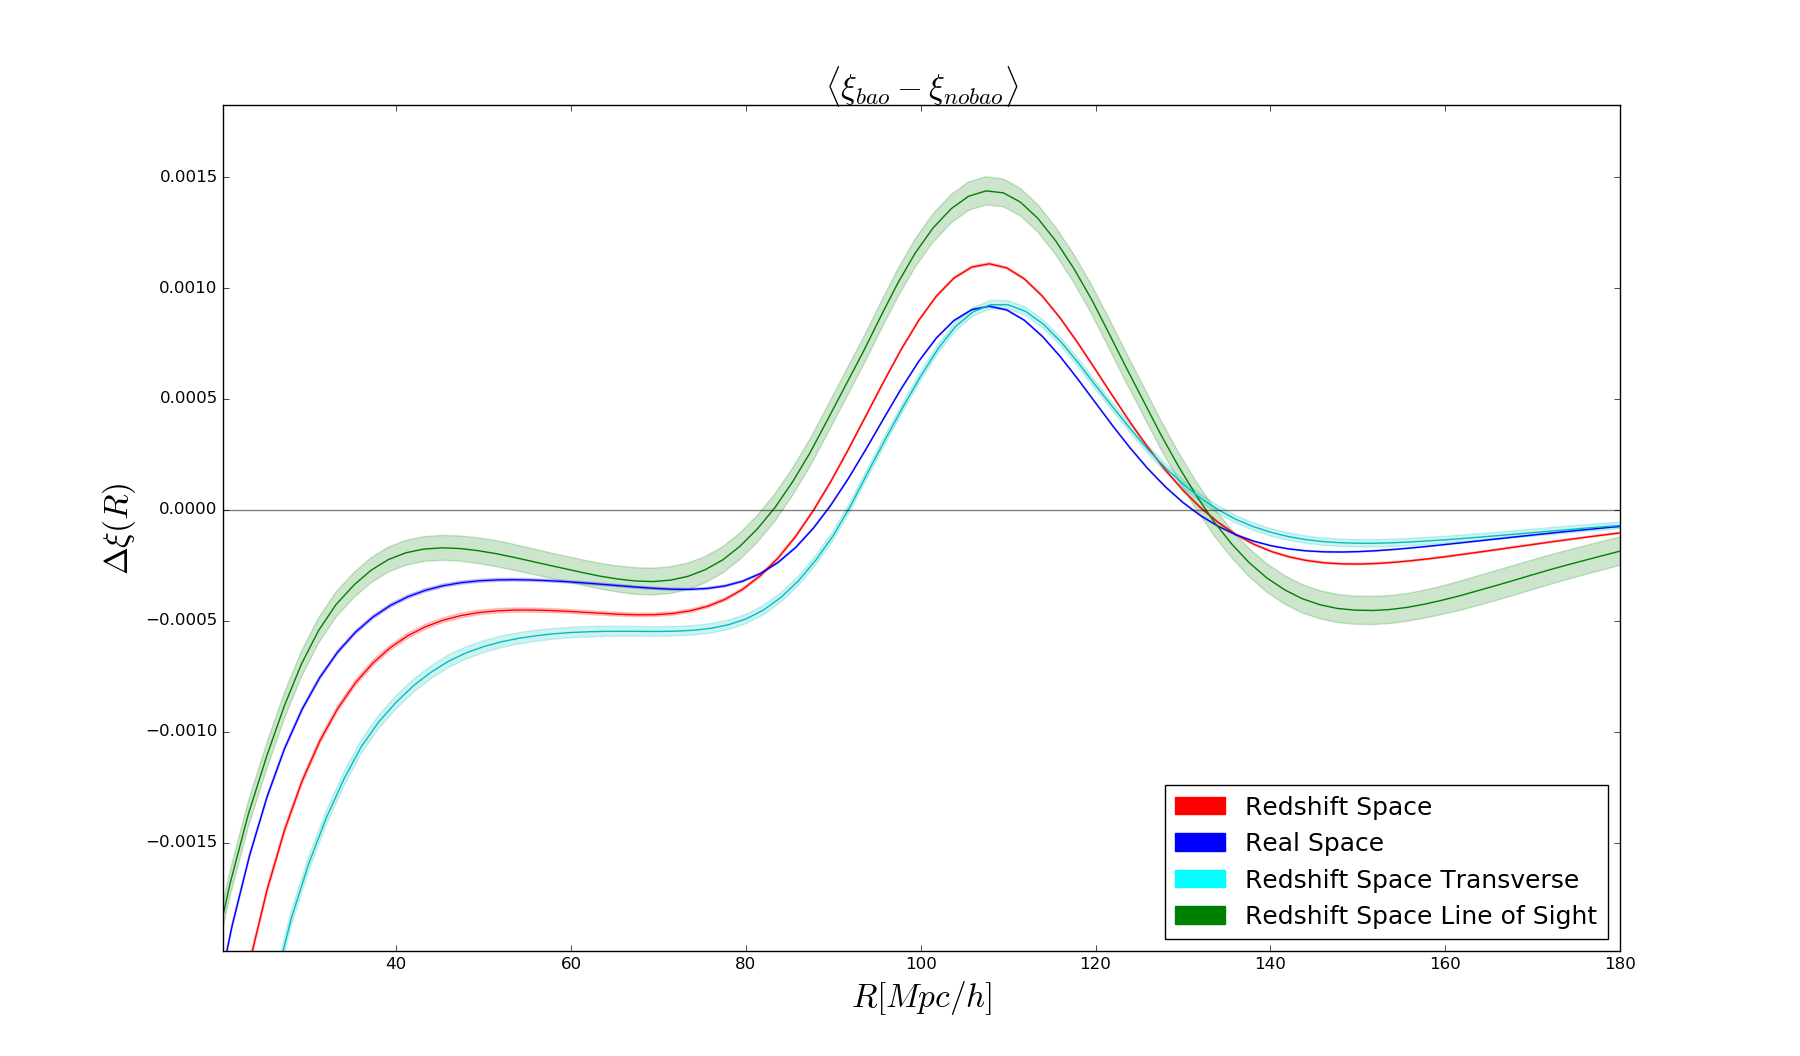 ⟨ξ_bao − ξ_nobao⟩
Δξ(R)
0.0015
0.0010
0.0005
0.0000
−0.0005
−0.0010
−0.0015
Redshift Space
Real Space
Redshift Space Transverse
Redshift Space Line of Sight
40 60 80 100 120 140 160 180
R[Mpc/h]